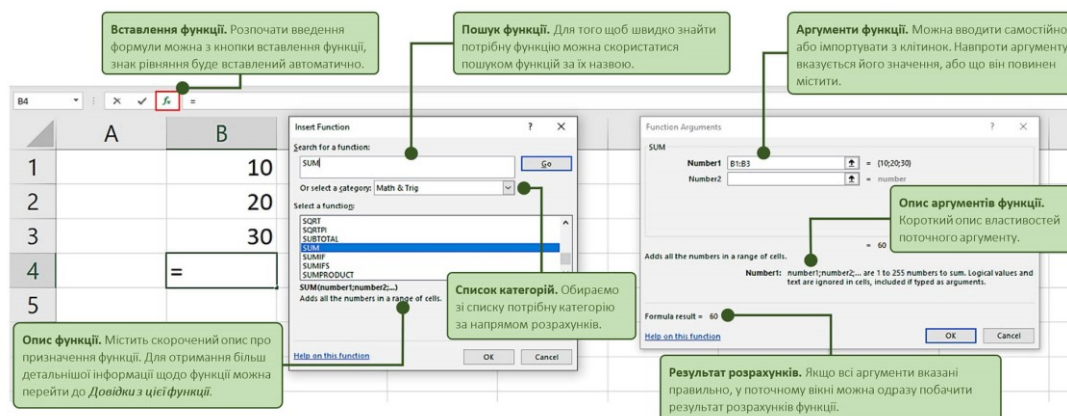 Вставлення функції. Розпочати введення
формули можна з кнопки вставлення функції,
знак рівняння буде вставлений автоматично.
Пошук функції. Для того щоб швидко знайти
потрібну функцію можна скористатися
пошуком функцій за їх назвою.
Аргументи функції. Можна вводити самостійно
або імпортувати з клітинок. Навпроти аргументу
вказується його значення, або що він повинен
містити.
B4
fx
=
A
B
1
10
2
20
3
30
4
=
5
Insert Function
? ×
Search for a function:
SUM
Go
Or select a category: Math & Trig
Select a function:
SQRT
SQRTPI
SUBTOTAL
SUM
SUMIF
SUMIFS
SUMPRODUCT
SUM(number1;number2;...)
Adds all the numbers in a range of cells.
Help on this function
OK
Cancel
Список категорій. Обираємо
зі списку потрібну категорію
за напрямом розрахунків.
Опис функції. Містить скорочений опис про
призначення функції. Для отримання більш
детальнішої інформації щодо функції можна
перейти до Довідки з цієї функції.
Function Arguments
? ×
SUM
Number1 B1:B3 = {10;20;30}
Number2 = number
= 60
Adds all the numbers in a range of cells.
Number1: number1;number2;... are 1 to 255 numbers to sum. Logical values and
text are ignored in cells, included if typed as arguments.
Formula result = 60
Help on this function
OK
Cancel
Опис аргументів функції.
Короткий опис властивостей
поточного аргументу.
Результат розрахунків. Якщо всі аргументи вказані
правильно, у поточному вікні можна одразу побачити
результат розрахунків функції.